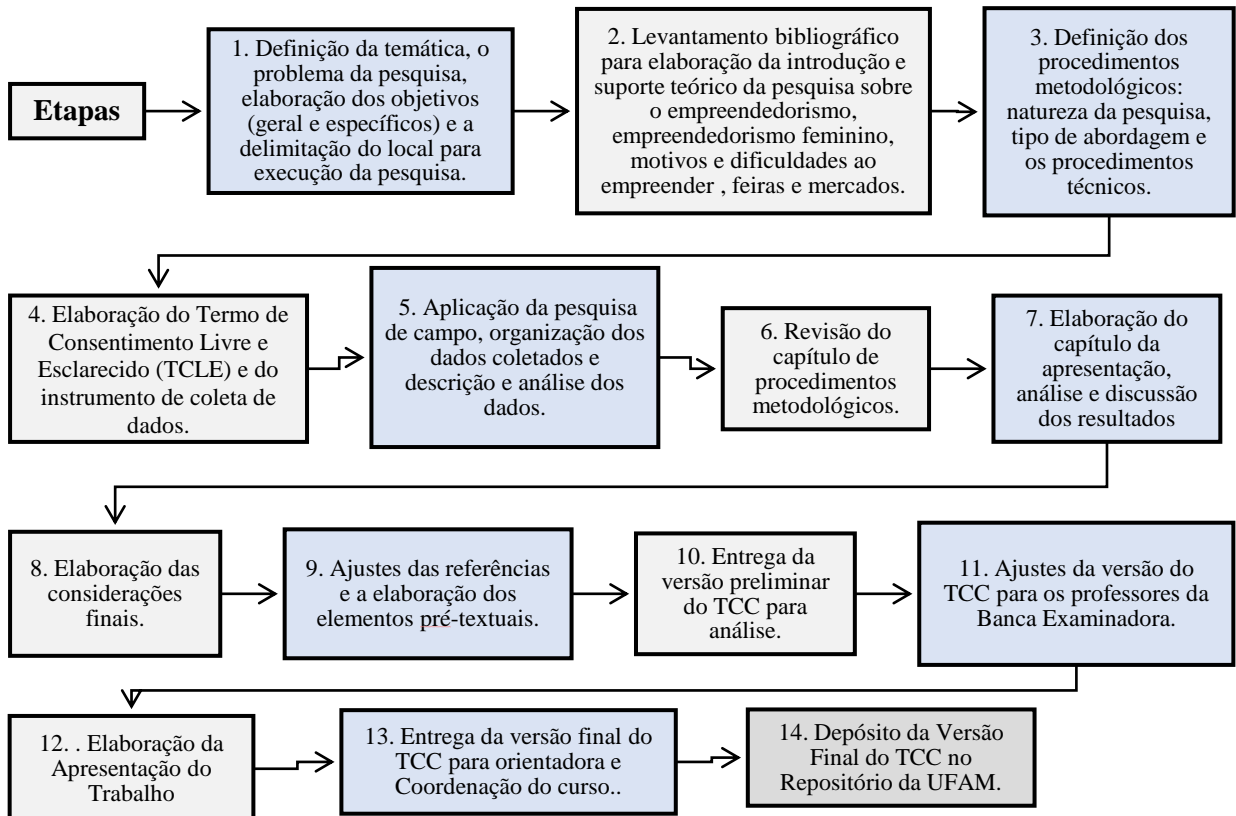 Etapas
1. Definição da temática, o
problema da pesquisa,
elaboração dos objetivos
(geral e específicos) e a
delimitação do local para
execução da pesquisa.
2. Levantamento bibliográfico
para elaboração da introdução e
suporte teórico da pesquisa sobre
o empreendedorismo,
empreendedorismo feminino,
motivos e dificuldades ao
empreender , feiras e mercados.
3. Definição dos
procedimentos
metodológicos:
natureza da pesquisa,
tipo de abordagem e
os procedimentos
técnicos.
4. Elaboração do Termo de
Consentimento Livre e
Esclarecido (TCLE) e do
instrumento de coleta de
dados.
5. Aplicação da pesquisa
de campo, organização dos
dados coletados e
descrição e análise dos
dados.
6. Revisão do
capítulo de
procedimentos
metodológicos.
7. Elaboração do
capítulo da
apresentação,
análise e discussão
dos resultados
8. Elaboração das
considerações
finais.
9. Ajustes das referências
e a elaboração dos
elementos pré-textuais.
10. Entrega da
versão preliminar
do TCC para
análise.
11. Ajustes da versão do
TCC para os professores da
Banca Examinadora.
12. . Elaboração da
Apresentação do
Trabalho
13. Entrega da versão final do
TCC para orientadora e
Coordenação do curso..
14. Depósito da Versão
Final do TCC no
Repositório da UFAM.